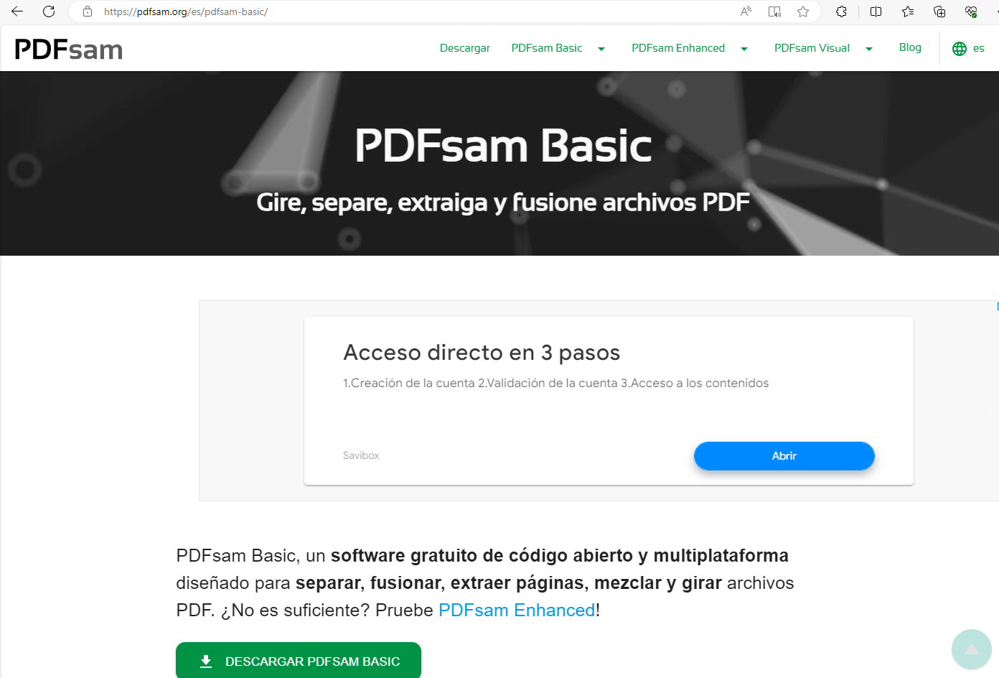 https://pdfsam.org/es/pdfsam-basic/
PDFsam
Descargar PDFsam Basic PDFsam Enhanced PDFsam Visual Blog es
PDFsam Basic
Gire, separe, extraiga y fusione archivos PDF
Acceso directo en 3 pasos
1.Creación de la cuenta 2.Validación de la cuenta 3.Acceso a los contenidos
Savibox
Abrir
PDFsam Basic, un software gratuito de código abierto y multiplataforma
diseñado para separar, fusionar, extraer páginas, mezclar y girar archivos
PDF. ¿No es suficiente? Pruebe PDFsam Enhanced!
DESCARGAR PDFSAM BASIC